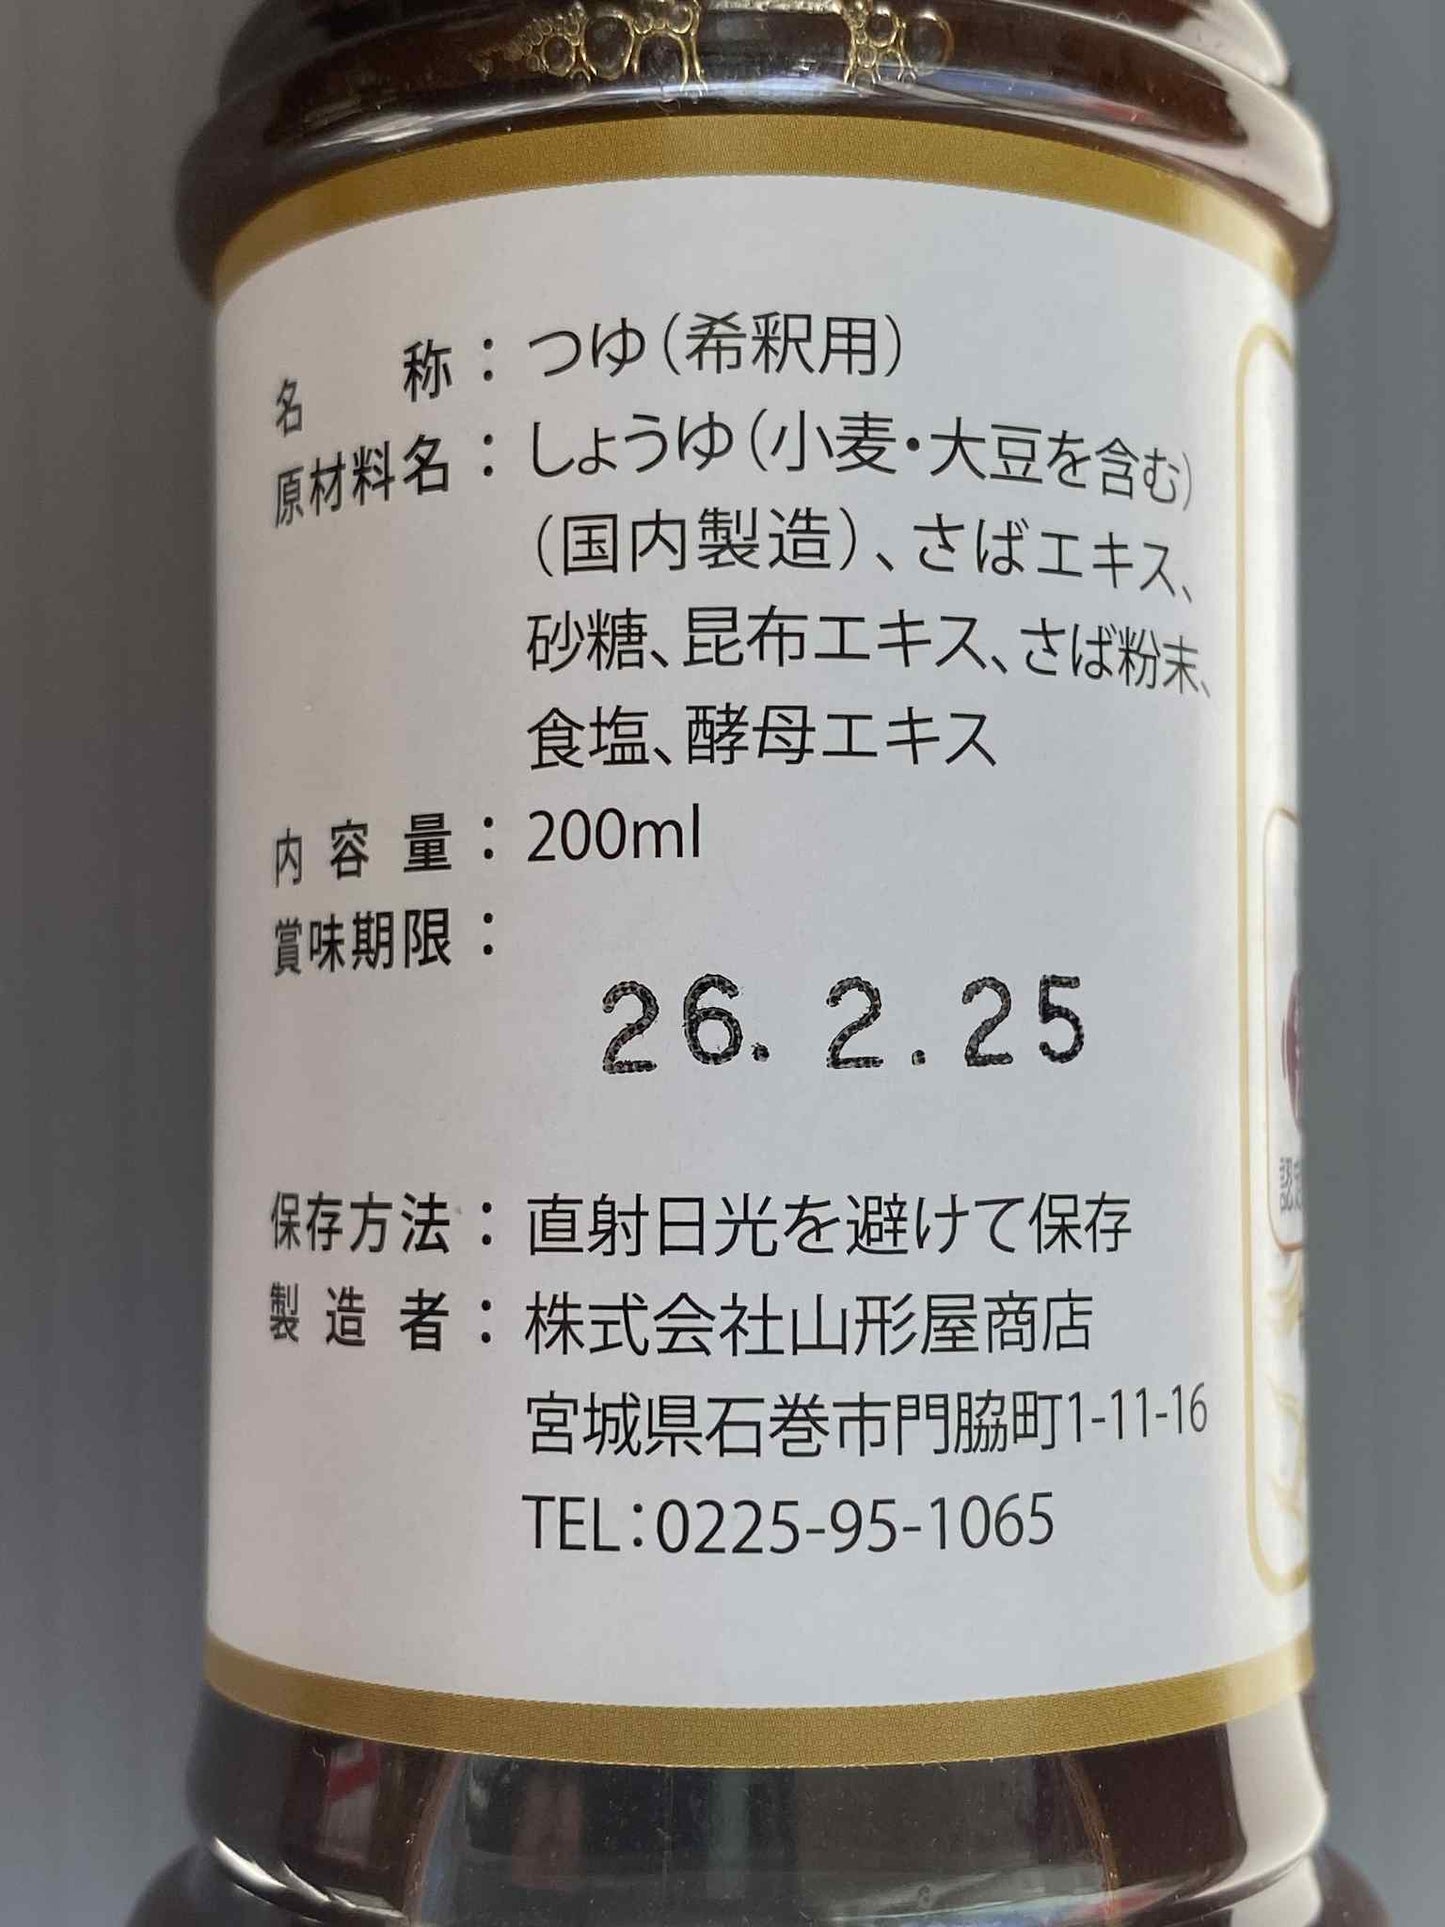 名称：つゆ（希釈用）
原材料名：しょうゆ（小麦・大豆を含む）
（国内製造）、さばエキス、
砂糖、昆布エキス、さば粉末、
食塩、酵母エキス
内容量：200ml
賞味期限：
26.2.25
保存方法：直射日光を避けて保存
製造者：株式会社山形屋商店
宮城県石巻市門脇町1-11-16
TEL：0225-95-1065